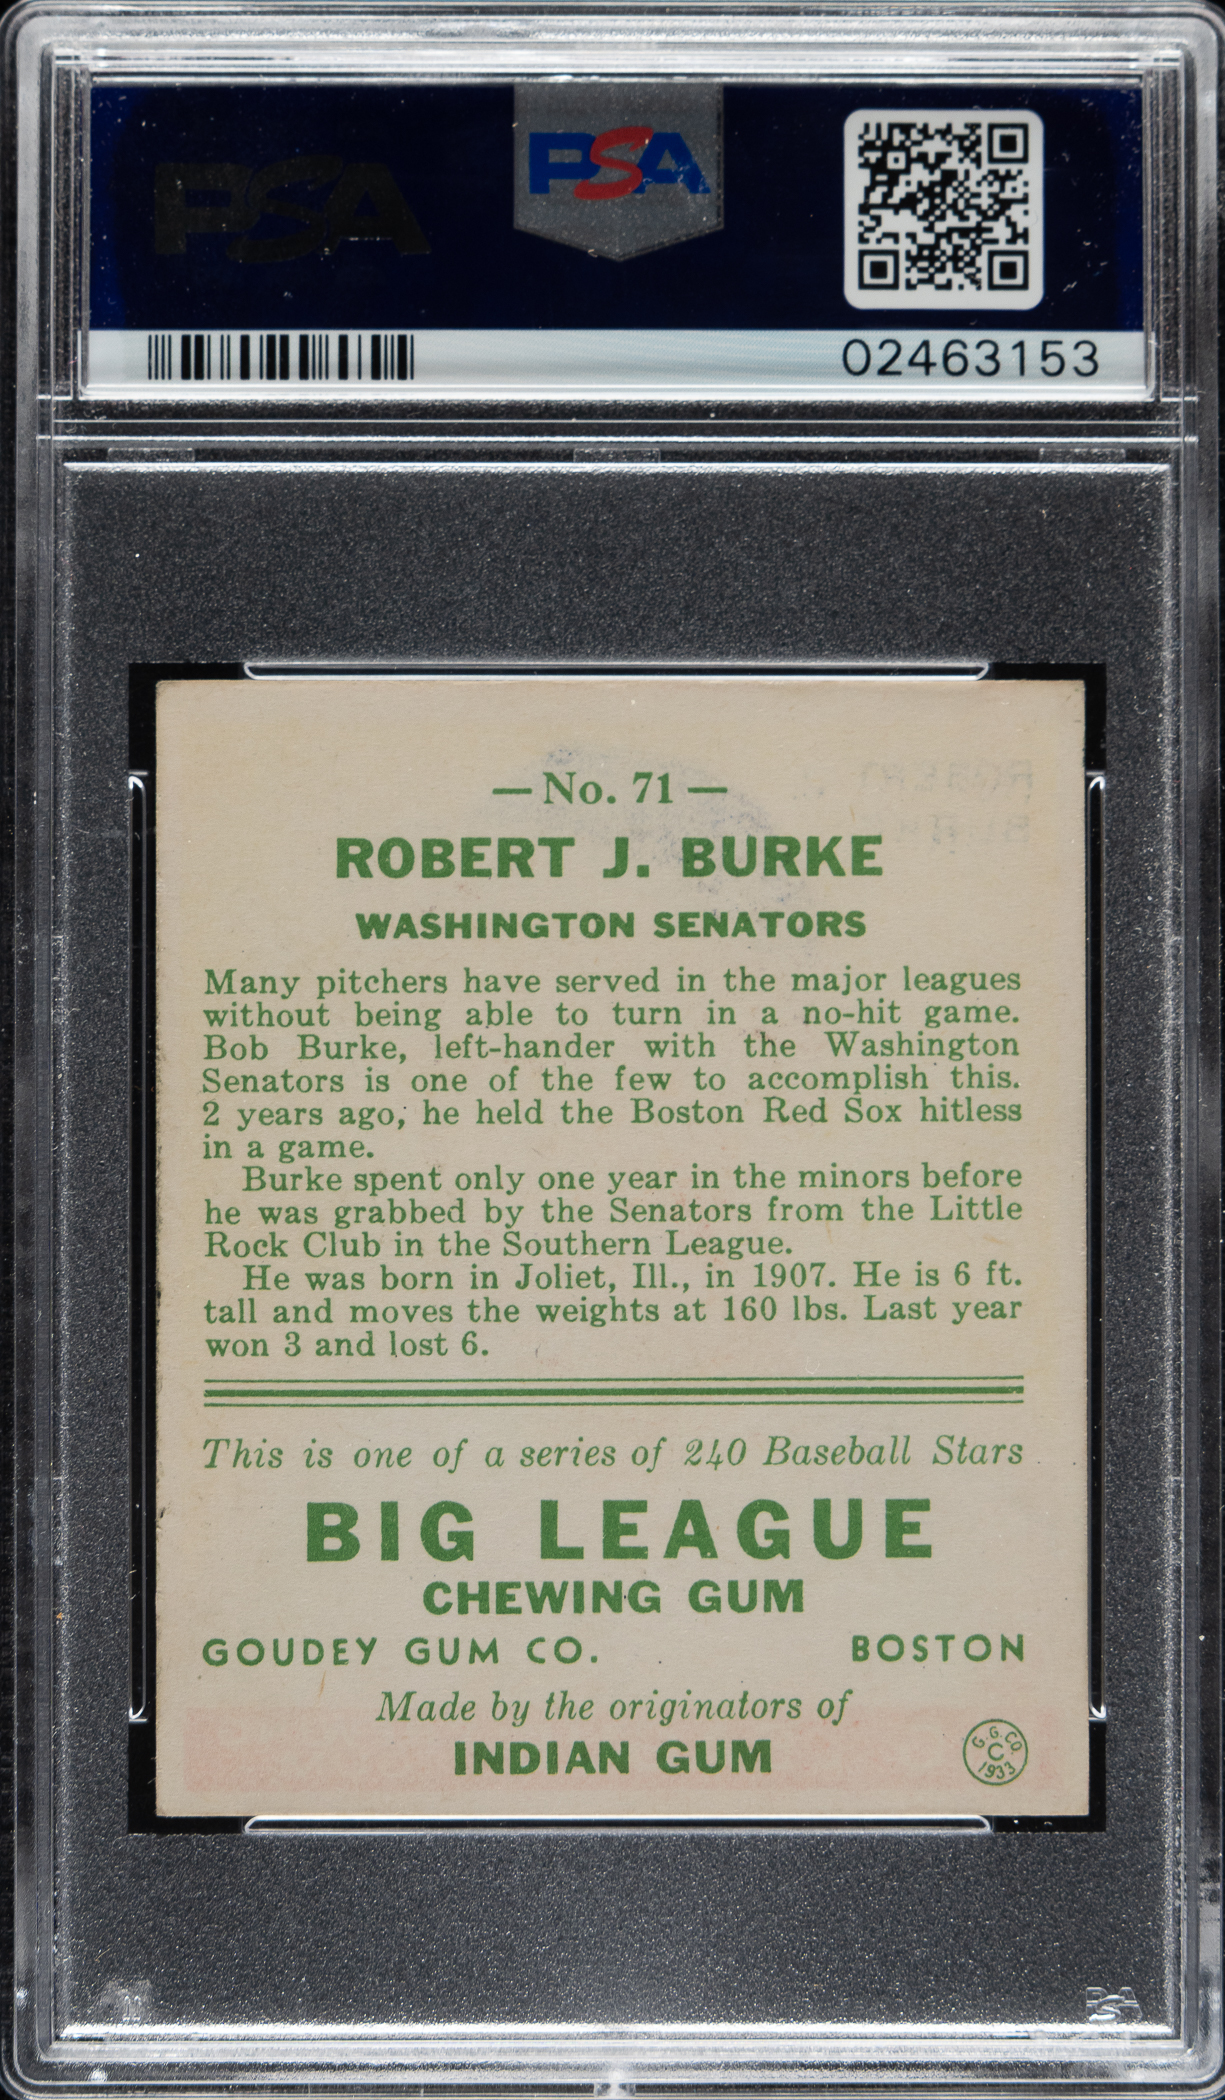 PSA
PSA
02463153
— No. 71 —
ROBERT J. BURKE
WASHINGTON SENATORS
Many pitchers have served in the major leagues
without being able to turn in a no-hit game.
Bob Burke, left-hander with the Washington
Senators is one of the few to accomplish this.
2 years ago, he held the Boston Red Sox hitless
in a game.
Burke spent only one year in the minors before
he was grabbed by the Senators from the Little
Rock Club in the Southern League.
He was born in Joliet, Ill., in 1907. He is 6 ft.
tall and moves the weights at 160 lbs. Last year
won 3 and lost 6.
This is one of a series of 240 Baseball Stars
BIG LEAGUE
CHEWING GUM
GOUDEY GUM CO. BOSTON
Made by the originators of
INDIAN GUM
G.G.CO.
C
1933
PSA